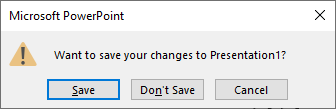 Microsoft PowerPoint
Want to save your changes to Presentation1?
Save
Don't Save
Cancel